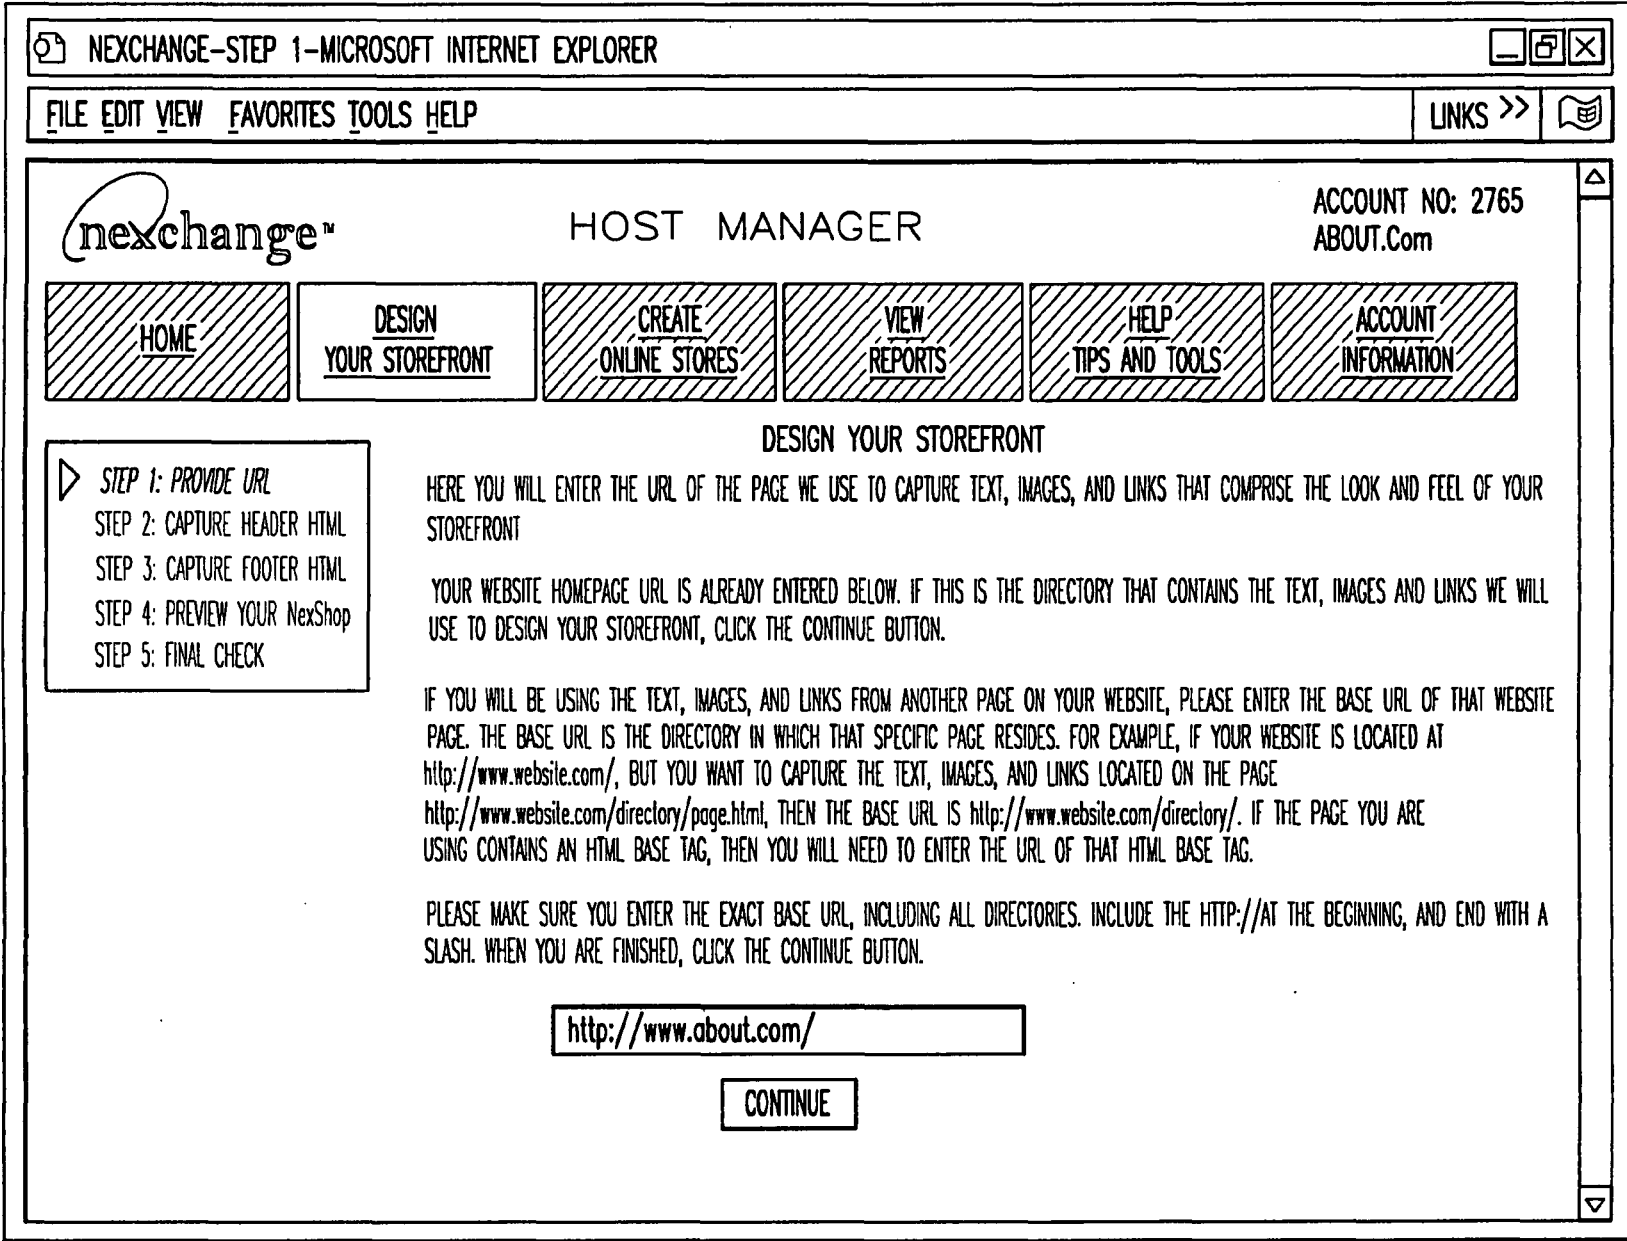 NEXCHANGE-STEP 1-MICROSOFT INTERNET EXPLORER
FILE EDIT VIEW FAVORITES TOOLS HELP LINKS >>
nexchange™ HOST MANAGER
ACCOUNT NO: 2765
ABOUT.Com
HOME
DESIGN
YOUR STOREFRONT
CREATE
ONLINE STORES
VIEW
REPORTS
HELP
TIPS AND TOOLS
ACCOUNT
INFORMATION
STEP 1: PROVIDE URL
STEP 2: CAPTURE HEADER HTML
STEP 3: CAPTURE FOOTER HTML
STEP 4: PREVIEW YOUR NexShop
STEP 5: FINAL CHECK
DESIGN YOUR STOREFRONT
HERE YOU WILL ENTER THE URL OF THE PAGE WE USE TO CAPTURE TEXT, IMAGES, AND LINKS THAT COMPRISE THE LOOK AND FEEL OF YOUR
STOREFRONT
YOUR WEBSITE HOMEPAGE URL IS ALREADY ENTERED BELOW. IF THIS IS THE DIRECTORY THAT CONTAINS THE TEXT, IMAGES AND LINKS WE WILL
USE TO DESIGN YOUR STOREFRONT, CLICK THE CONTINUE BUTTON.
IF YOU WILL BE USING THE TEXT, IMAGES, AND LINKS FROM ANOTHER PAGE ON YOUR WEBSITE, PLEASE ENTER THE BASE URL OF THAT WEBSITE
PAGE. THE BASE URL IS THE DIRECTORY IN WHICH THAT SPECIFIC PAGE RESIDES. FOR EXAMPLE, IF YOUR WEBSITE IS LOCATED AT
http://www.website.com/, BUT YOU WANT TO CAPTURE THE TEXT, IMAGES, AND LINKS LOCATED ON THE PAGE
http://www.website.com/directory/page.html, THEN THE BASE URL IS http://www.website.com/directory/. IF THE PAGE YOU ARE
USING CONTAINS AN HTML BASE TAG, THEN YOU WILL NEED TO ENTER THE URL OF THAT HTML BASE TAG.
PLEASE MAKE SURE YOU ENTER THE EXACT BASE URL, INCLUDING ALL DIRECTORIES. INCLUDE THE HTTP://AT THE BEGINNING, AND END WITH A
SLASH. WHEN YOU ARE FINISHED, CLICK THE CONTINUE BUTTON.
http://www.about.com/
CONTINUE